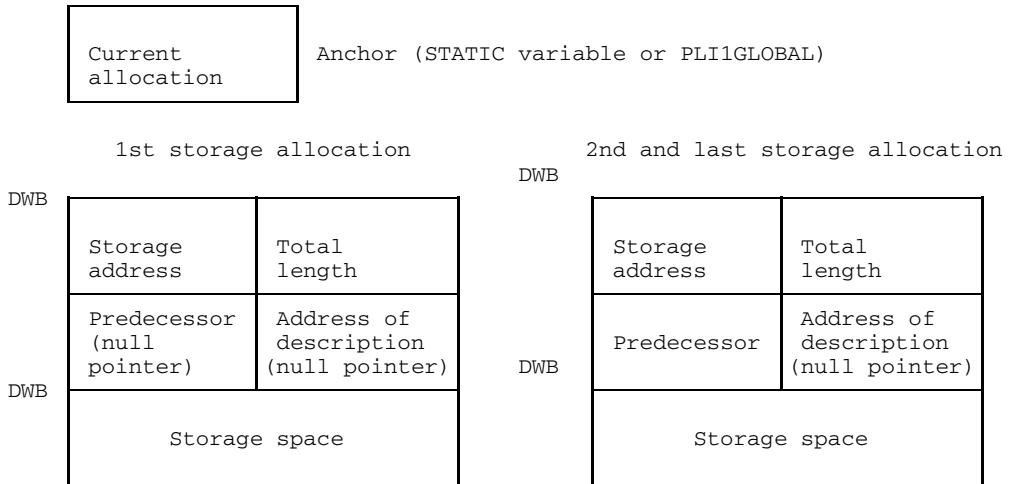 Current
allocation
Anchor (STATIC variable or PLI1GLOBAL)
1st storage allocation
2nd and last storage allocation
DWB
DWB
Storage
address
Total
length
Storage
address
Total
length
Predecessor
(null
pointer)
Address of
description
(null pointer)
Predecessor
Address of
description
(null pointer)
DWB
DWB
Storage space
Storage space